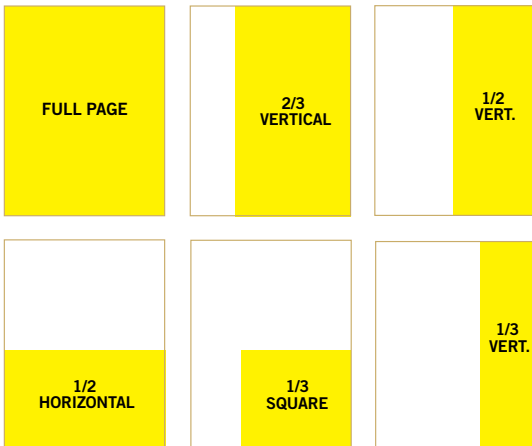 FULL PAGE
2/3
VERTICAL
1/2
VERT.
1/2
HORIZONTAL
1/3
SQUARE
1/3
VERT.